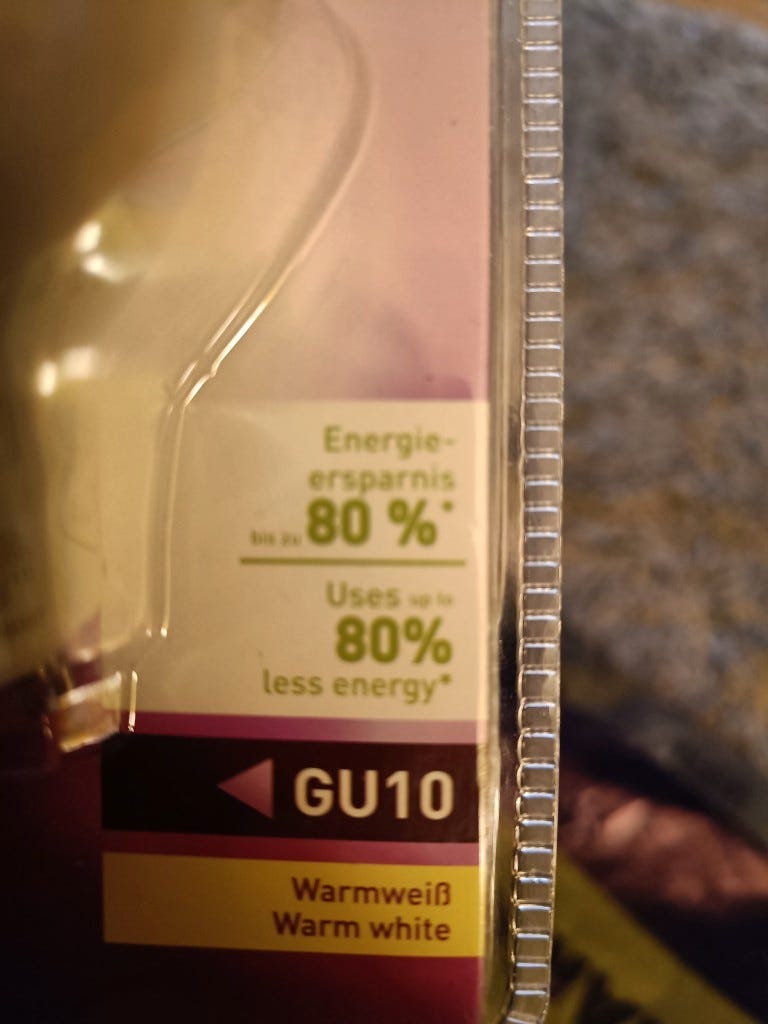 Energie-
ersparnis
bis zu 80 %*
Uses up to
80%
less energy*
GU10
Warmweiß
Warm white